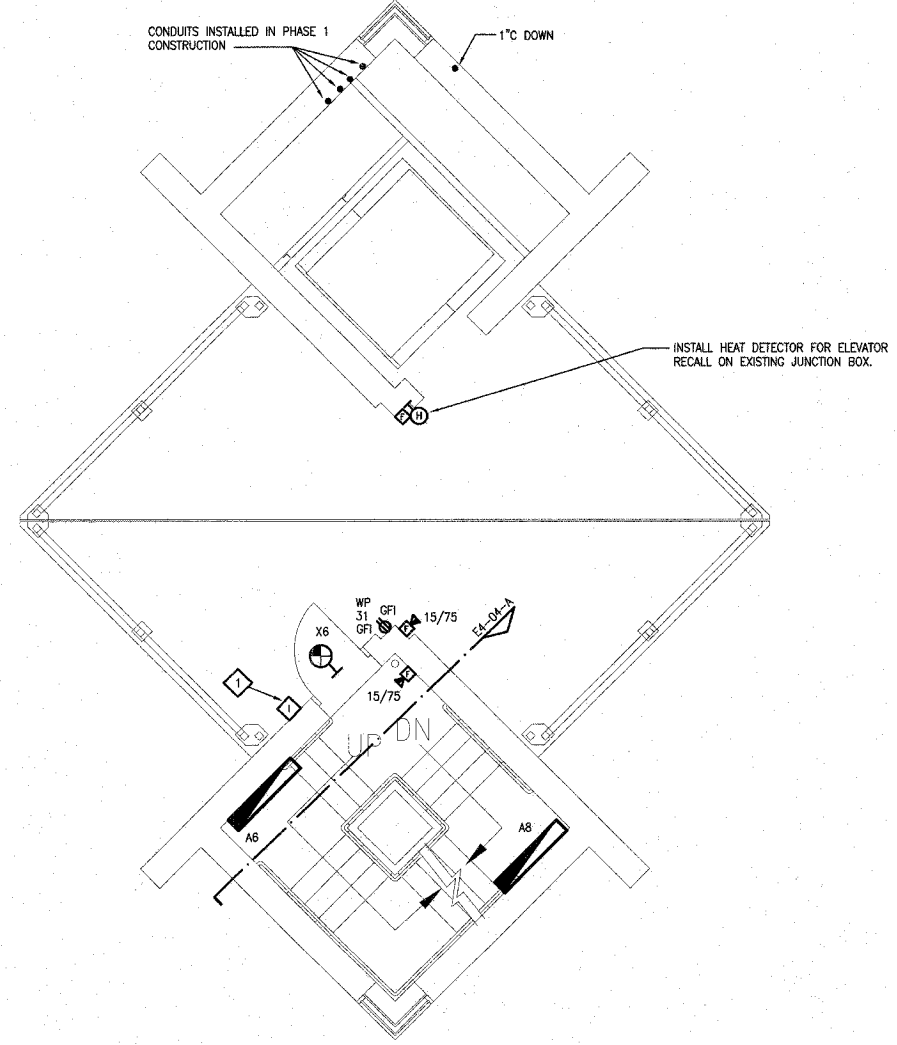 CONDUITS INSTALLED IN PHASE 1
CONSTRUCTION
1"C DOWN
INSTALL HEAT DETECTOR FOR ELEVATOR
RECALL ON EXISTING JUNCTION BOX.
F
H
WP
31 GFI
GFI
F
15/75
E4-04-A
X6
F
15/75
1
I
UP DN
A6
A8